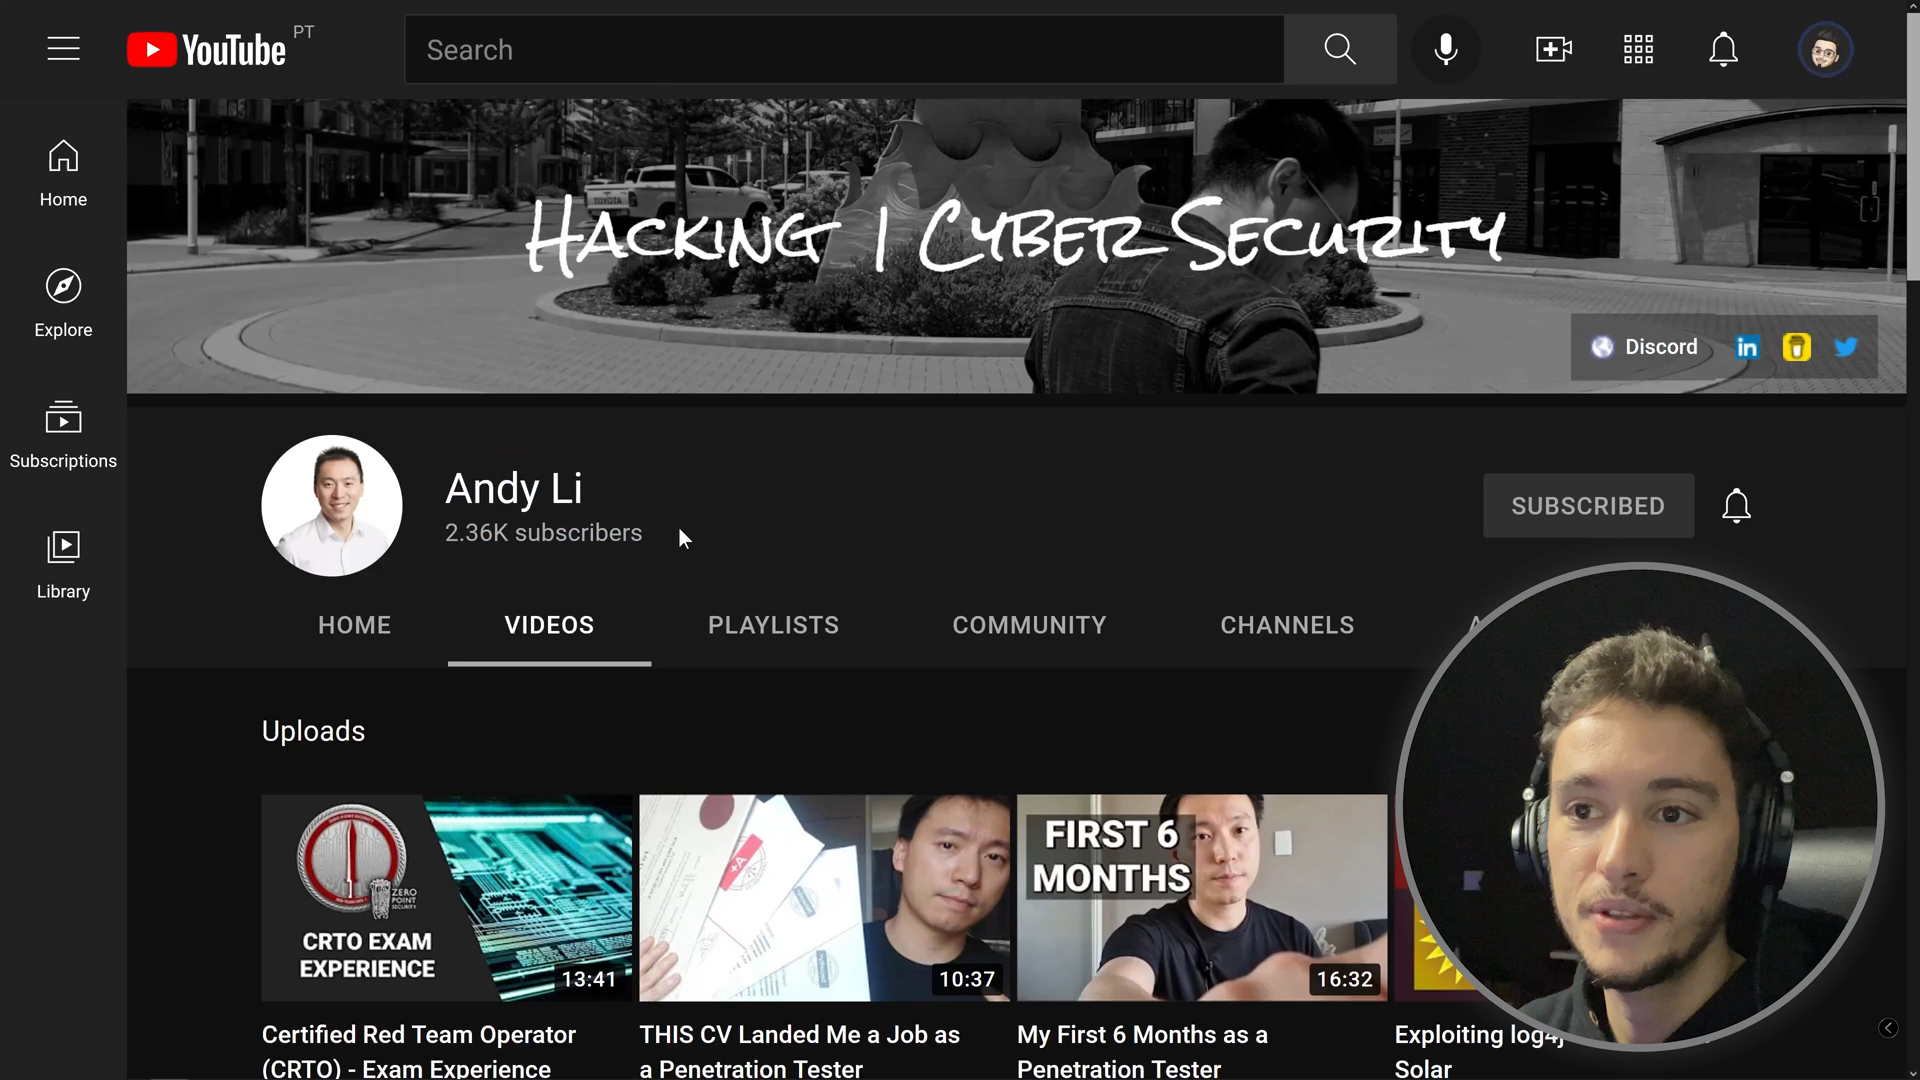 YouTube PT
Search
Home
Explore
Subscriptions
Library
TOYOTA
HACKING | CYBER SECURITY
Discord
in
Andy Li
2.36K subscribers
SUBSCRIBED
HOME
VIDEOS
PLAYLISTS
COMMUNITY
CHANNELS
A
Uploads
ZERO
POINT
SECURITY
CRTO EXAM
EXPERIENCE
13:41
Certified Red Team Operator
(CRTO) - Exam Experience
10:37
THIS CV Landed Me a Job as
a Penetration Tester
FIRST 6
MONTHS
16:32
My First 6 Months as a
Penetration Tester
Exploiting log4j
Solar